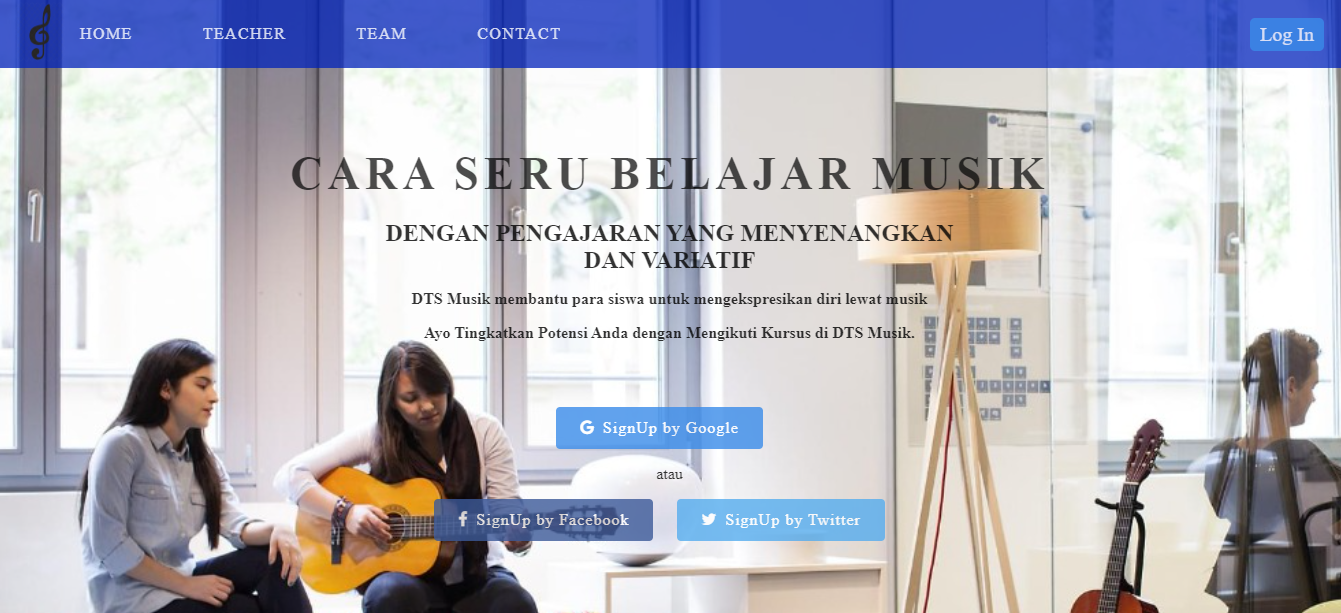 HOME TEACHER TEAM CONTACT Log In
CARA SERU BELAJAR MUSIK
DENGAN PENGAJARAN YANG MENYENANGKAN
DAN VARIATIF
DTS Musik membantu para siswa untuk mengekspresikan diri lewat musik
Ayo Tingkatkan Potensi Anda dengan Mengikuti Kursus di DTS Musik.
SignUp by Google
atau
SignUp by Facebook SignUp by Twitter